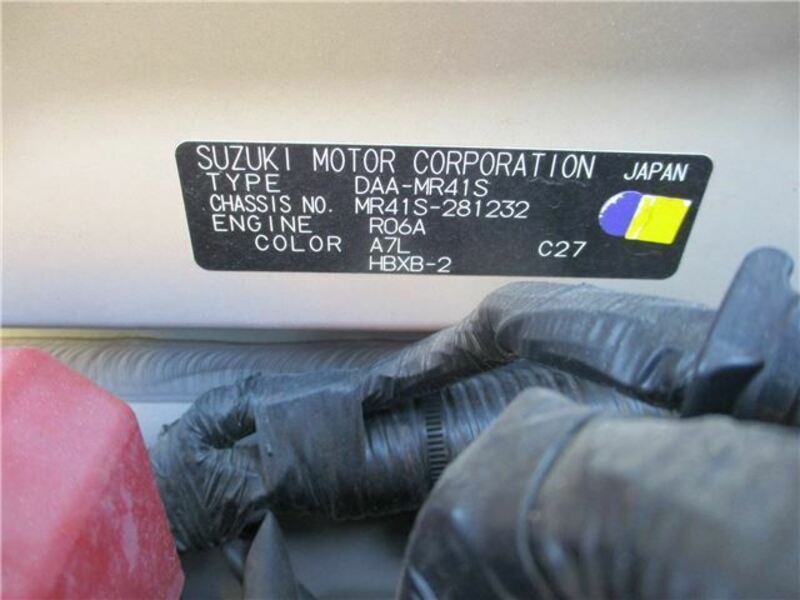 SUZUKI MOTOR CORPORATION JAPAN
TYPE DAA-MR41S
CHASSIS NO. MR41S-281232
ENGINE R06A
COLOR A7L C27
HBXB-2